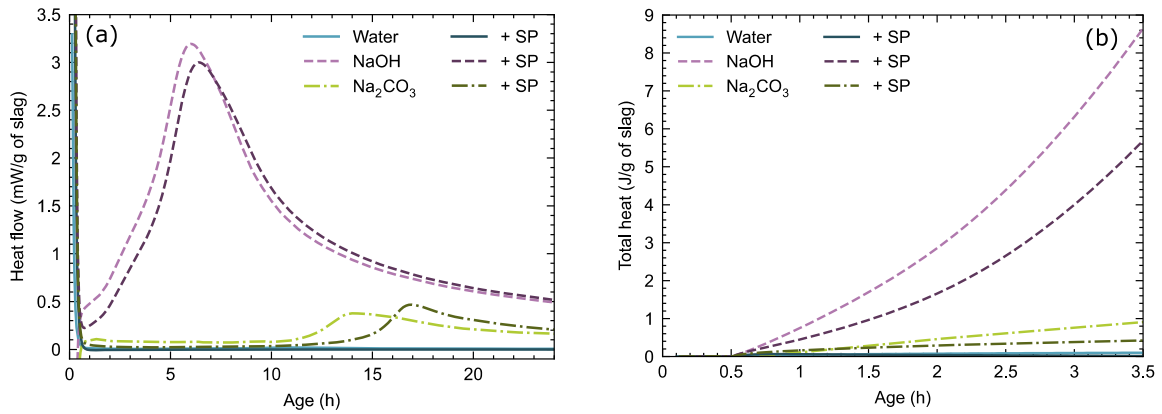 (a)
Water + SP
NaOH + SP
Na₂CO₃ + SP
Heat flow (mW/g of slag)
3.5
3
2.5
2
1.5
1
0.5
0
0 5 10 15 20
Age (h)
(b)
Water + SP
NaOH + SP
Na₂CO₃ + SP
Total heat (J/g of slag)
9
8
7
6
5
4
3
2
1
0
0 0.5 1 1.5 2 2.5 3 3.5
Age (h)